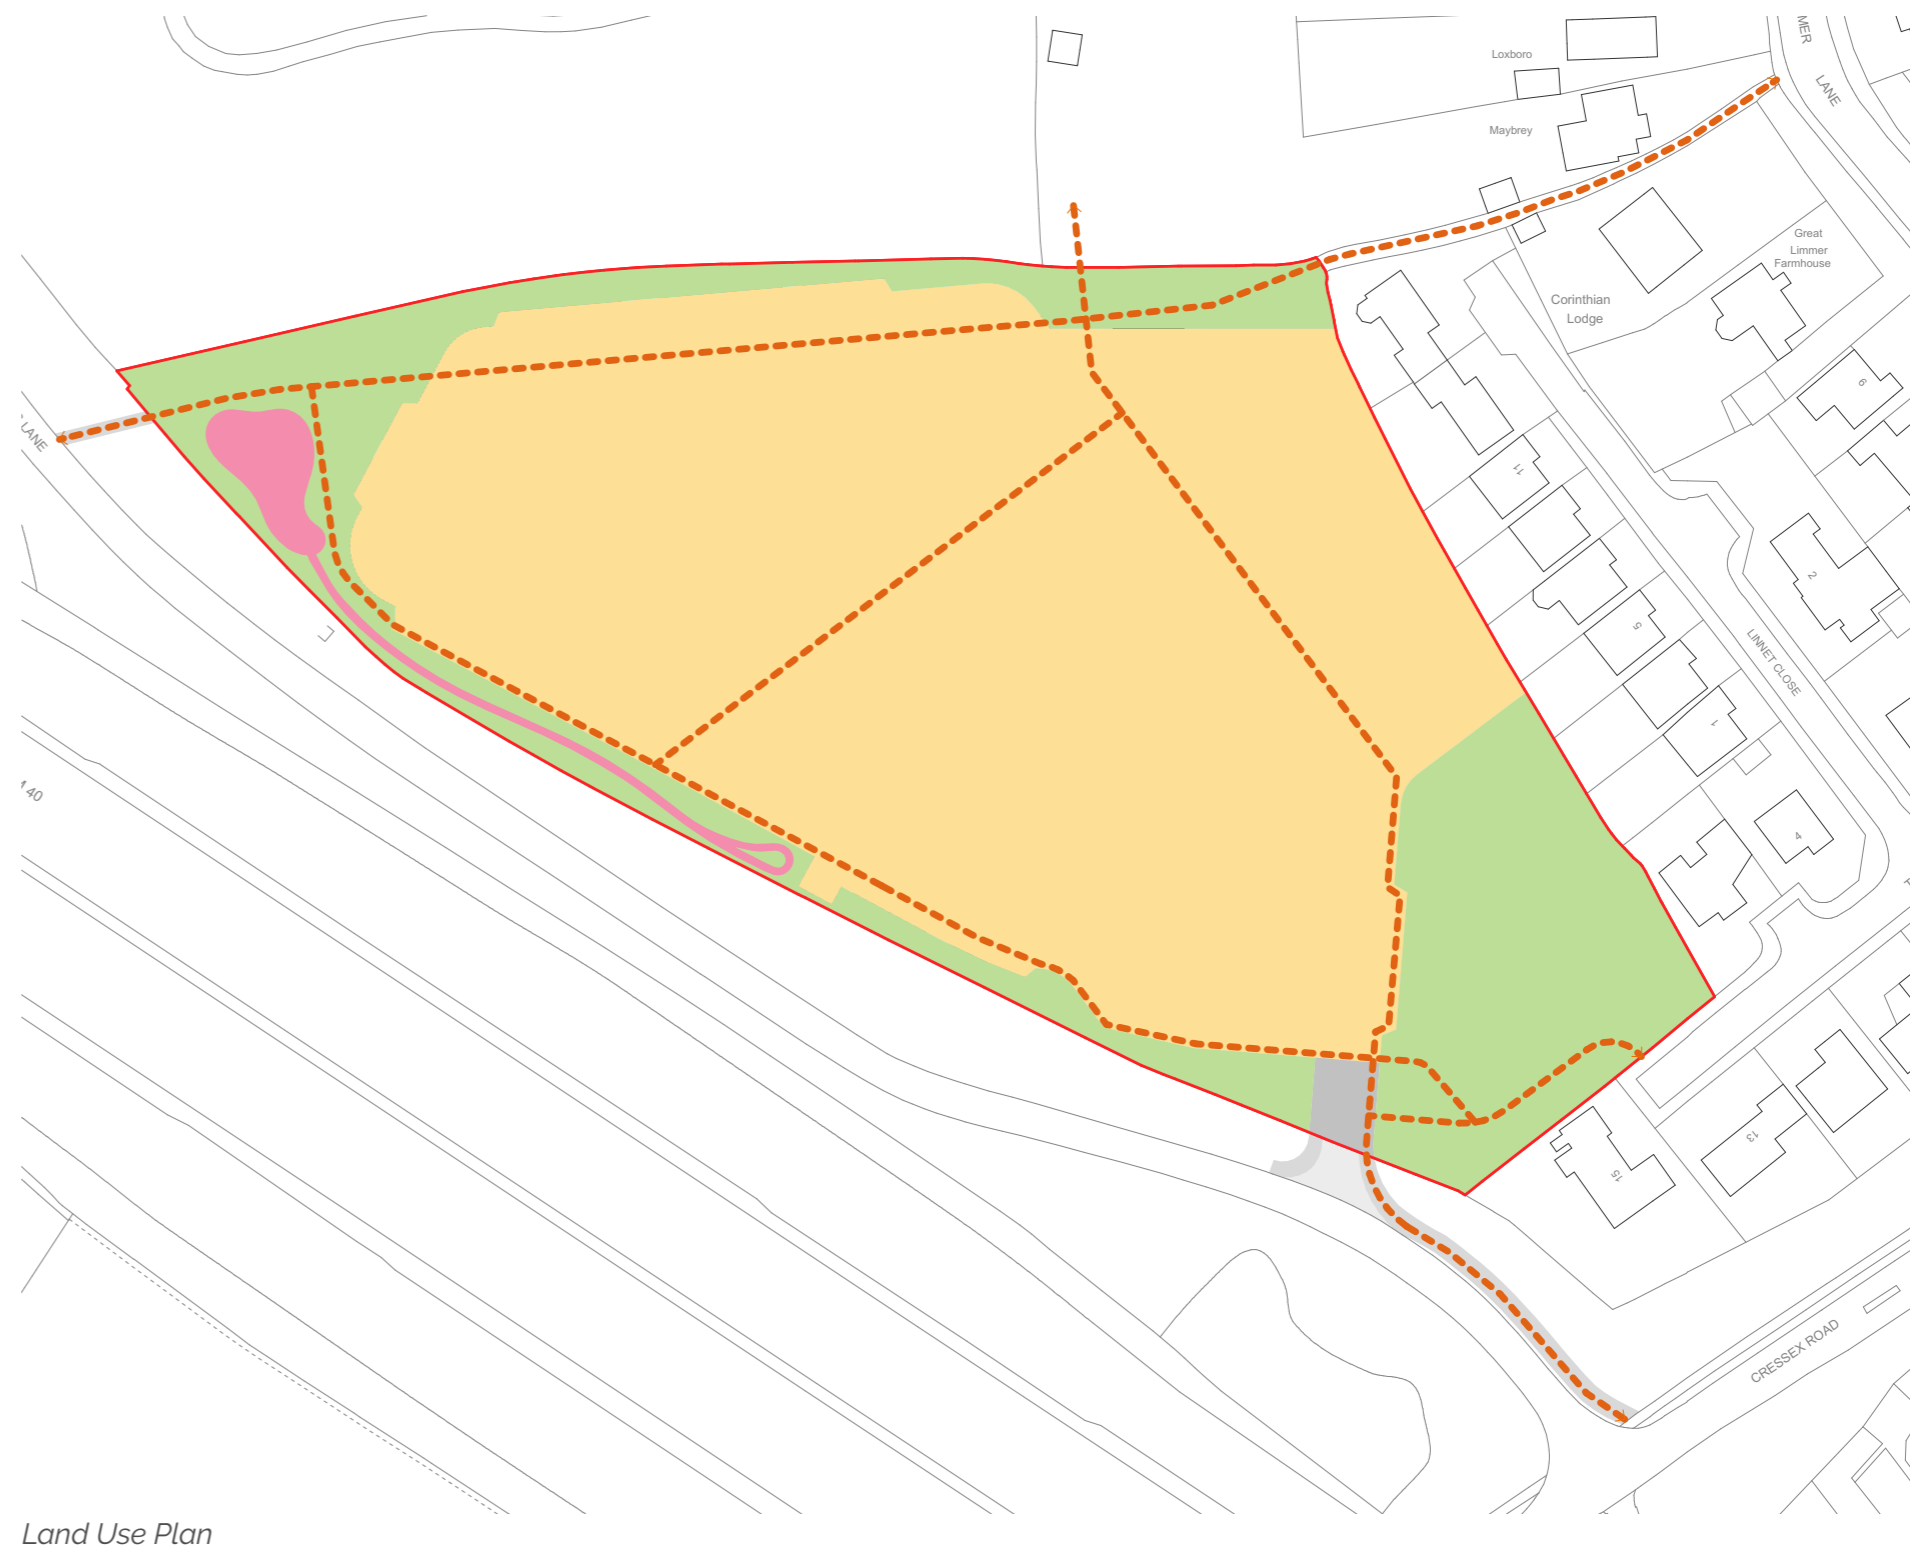 Loxboro
MER
LANE
Maybrey
Great
Limmer
Farmhouse
Corinthian
Lodge
9
LANE
11
2
5
LINNET CLOSE
1
40
4
13
15
CRESSEX ROAD
Land Use Plan